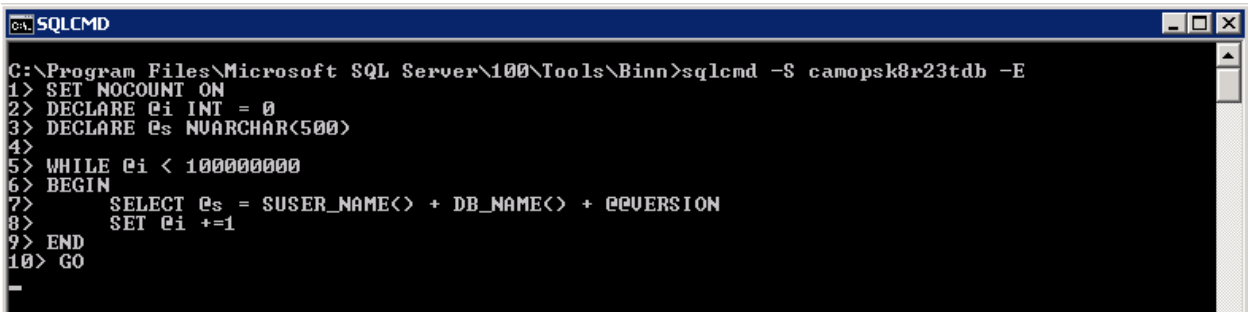 SQLCMD
C:\Program Files\Microsoft SQL Server\100\Tools\Binn>sqlcmd -S camopsk8r23tdb -E
1> SET NOCOUNT ON
2> DECLARE @i INT = 0
3> DECLARE @s NVARCHAR(500)
4>
5> WHILE @i < 100000000
6> BEGIN
7>       SELECT @s = SUSER_NAME() + DB_NAME() + @@VERSION
8>       SET @i +=1
9> END
10> GO